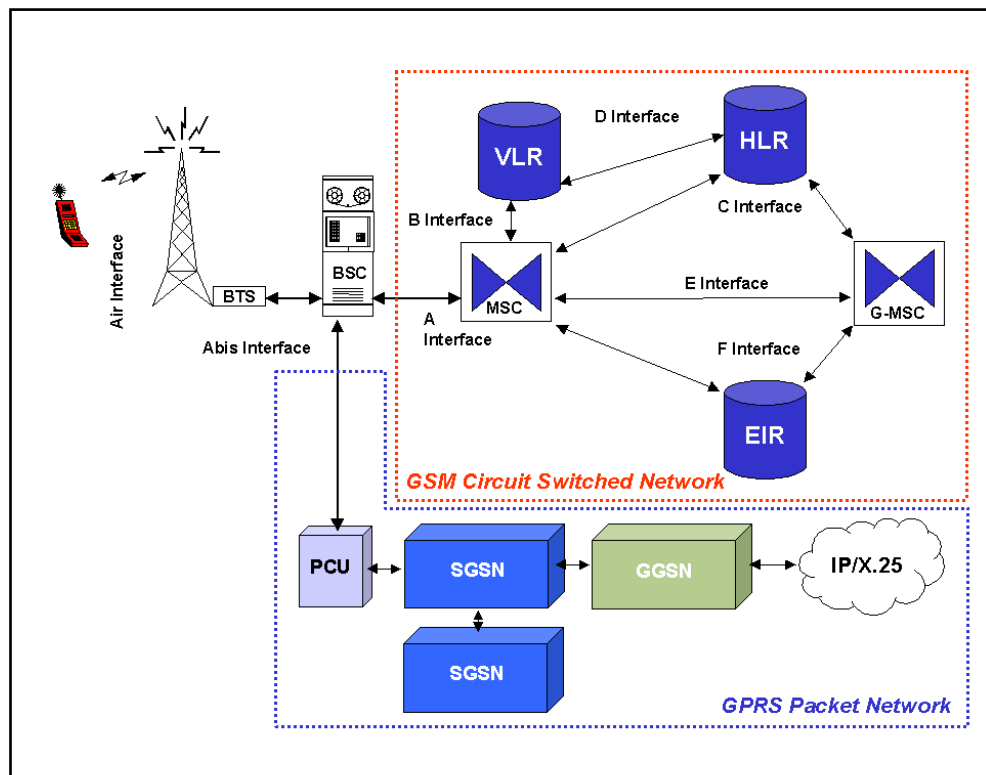 D Interface
HLR
VLR
B Interface
C Interface
Air Interface
BSC
BTS
MSC
E Interface
G-MSC
A
Interface
Abis Interface
F Interface
EIR
GSM Circuit Switched Network
PCU
SGSN
GGSN
IP/X.25
SGSN
GPRS Packet Network